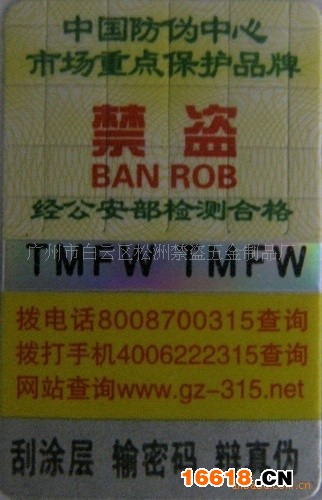 中国防伪中心
市场重点保护品牌
禁 盗
BAN ROB
经公安部检测合格
广州市白云区松洲禁盗五金制品厂
TMFW TMFW
拨电话8008700315查询
拨打手机4006222315查询
网站查询www.gz-315.net
刮涂层 输密码 辩真伪
16618.CN